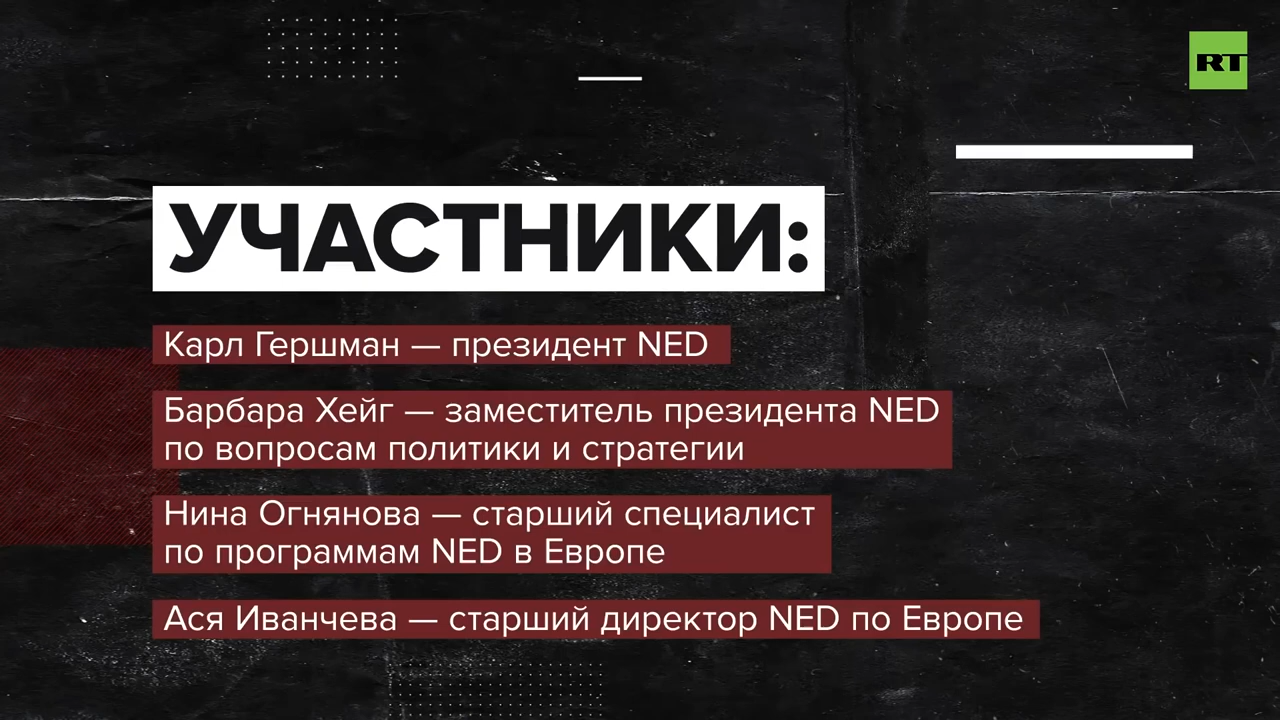 RT
УЧАСТНИКИ:
Карл Гершман — президент NED
Барбара Хейг — заместитель президента NED
по вопросам политики и стратегии
Нина Огнянова — старший специалист
по программам NED в Европе
Ася Иванчева — старший директор NED по Европе